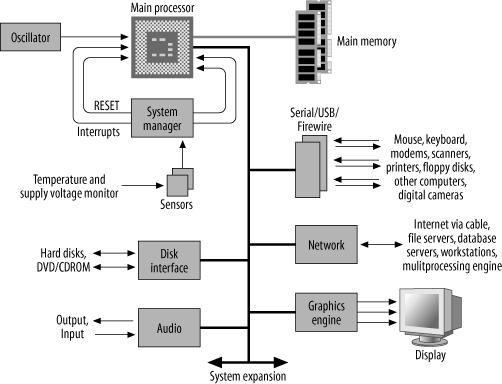 Main processor
Oscillator
Main memory
RESET
System
manager
Interrupts
Serial/USB/
Firewire
Mouse, keyboard,
modems, scanners,
printers, floppy disks,
other computers,
digital cameras
Temperature and
supply voltage monitor
Sensors
Hard disks,
DVD/CDROM
Disk
interface
Network
Internet via cable,
file servers, database
servers, workstations,
mulitprocessing engine
Output,
Input
Audio
Graphics
engine
Display
System expansion